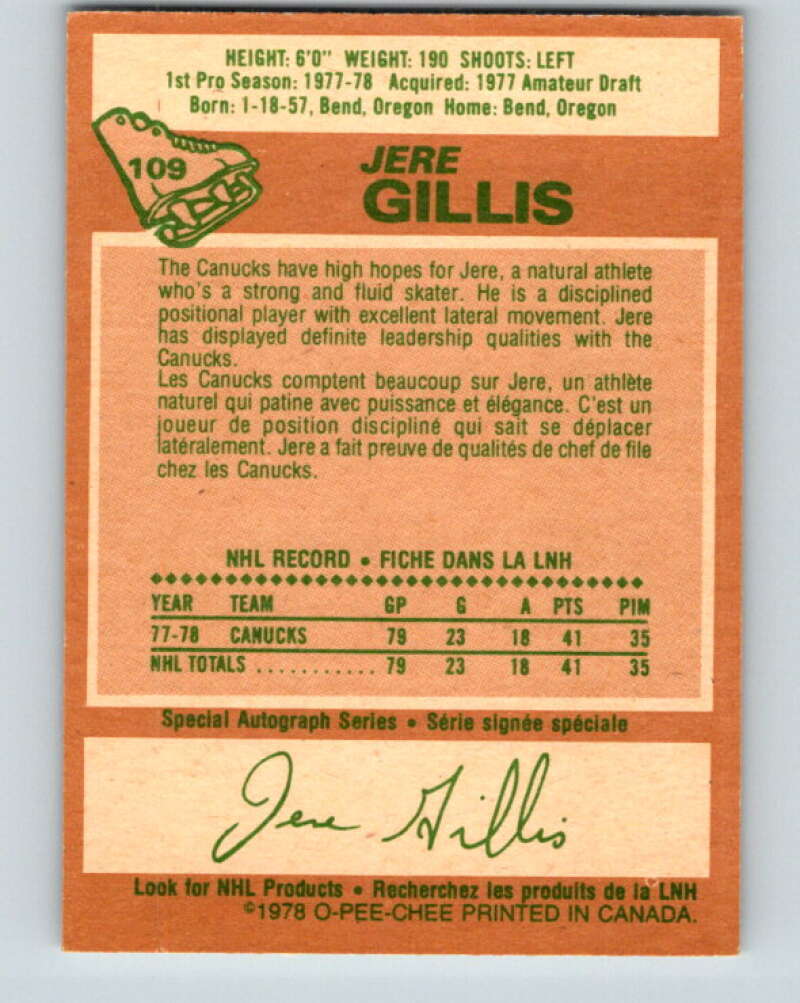 HEIGHT: 6'0" WEIGHT: 190 SHOOTS: LEFT
1st Pro Season: 1977-78 Acquired: 1977 Amateur Draft
Born: 1-18-57, Bend, Oregon Home: Bend, Oregon
109
JERE
GILLIS
The Canucks have high hopes for Jere, a natural athlete
who's a strong and fluid skater. He is a disciplined
positional player with excellent lateral movement. Jere
has displayed definite leadership qualities with the
Canucks.
Les Canucks comptent beaucoup sur Jere, un athlète
naturel qui patine avec puissance et élégance. C'est un
joueur de position discipliné qui sait se déplacer
latéralement. Jere a fait preuve de qualités de chef de file
chez les Canucks.
NHL RECORD • FICHE DANS LA LNH
YEAR TEAM GP G A PTS PIM
77-78 CANUCKS 79 23 18 41 35
NHL TOTALS ............ 79 23 18 41 35
Special Autograph Series • Série signée spéciale
Jere Gillis
Look for NHL Products • Recherchez les produits de la LNH
©1978 O-PEE-CHEE PRINTED IN CANADA.